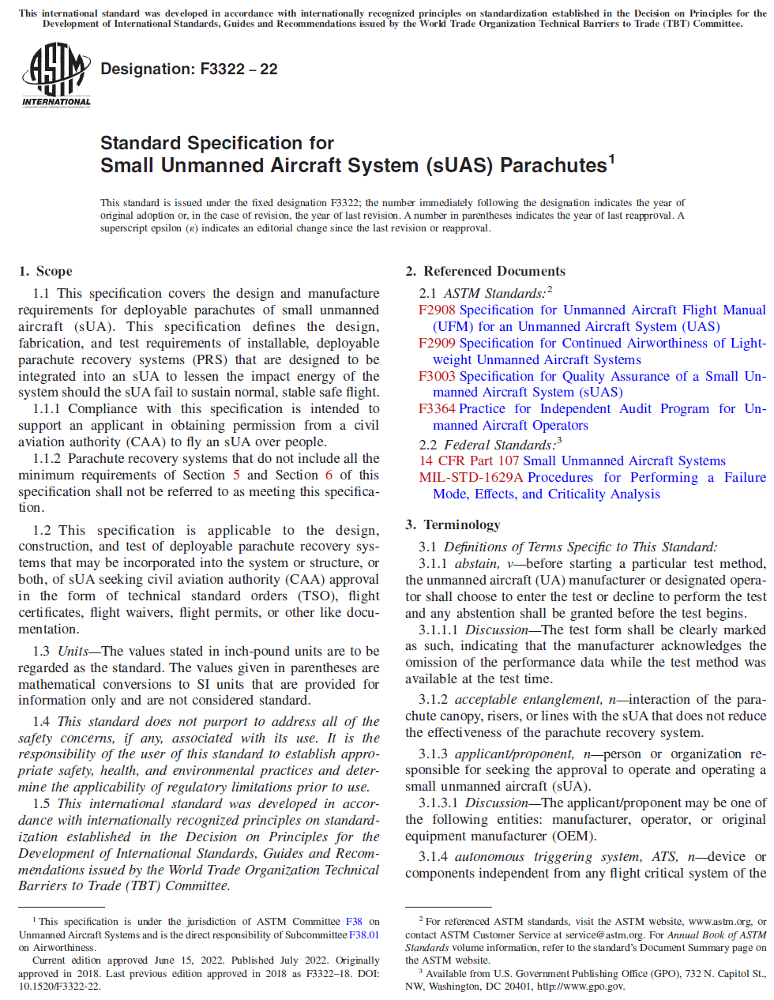 This international standard was developed in accordance with internationally recognized principles on standardization established in the Decision on Principles for the
Development of International Standards, Guides and Recommendations issued by the World Trade Organization Technical Barriers to Trade (TBT) Committee.
ASTM
INTERNATIONAL
Designation: F3322 − 22
Standard Specification for
Small Unmanned Aircraft System (sUAS) Parachutes1
This standard is issued under the fixed designation F3322; the number immediately following the designation indicates the year of
original adoption or, in the case of revision, the year of last revision. A number in parentheses indicates the year of last reapproval. A
superscript epsilon (ε) indicates an editorial change since the last revision or reapproval.
1. Scope
1.1 This specification covers the design and manufacture
requirements for deployable parachutes of small unmanned
aircraft (sUA). This specification defines the design,
fabrication, and test requirements of installable, deployable
parachute recovery systems (PRS) that are designed to be
integrated into an sUA to lessen the impact energy of the
system should the sUA fail to sustain normal, stable safe flight.
1.1.1 Compliance with this specification is intended to
support an applicant in obtaining permission from a civil
aviation authority (CAA) to fly an sUA over people.
1.1.2 Parachute recovery systems that do not include all the
minimum requirements of Section 5 and Section 6 of this
specification shall not be referred to as meeting this specifica-
tion.
1.2 This specification is applicable to the design,
construction, and test of deployable parachute recovery sys-
tems that may be incorporated into the system or structure, or
both, of sUA seeking civil aviation authority (CAA) approval
in the form of technical standard orders (TSO), flight
certificates, flight waivers, flight permits, or other like docu-
mentation.
1.3 Units—The values stated in inch-pound units are to be
regarded as the standard. The values given in parentheses are
mathematical conversions to SI units that are provided for
information only and are not considered standard.
1.4 This standard does not purport to address all of the
safety concerns, if any, associated with its use. It is the
responsibility of the user of this standard to establish appro-
priate safety, health, and environmental practices and deter-
mine the applicability of regulatory limitations prior to use.
1.5 This international standard was developed in accor-
dance with internationally recognized principles on standard-
ization established in the Decision on Principles for the
Development of International Standards, Guides and Recom-
mendations issued by the World Trade Organization Technical
Barriers to Trade (TBT) Committee.
1 This specification is under the jurisdiction of ASTM Committee F38 on
Unmanned Aircraft Systems and is the direct responsibility of Subcommittee F38.01
on Airworthiness.
Current edition approved June 15, 2022. Published July 2022. Originally
approved in 2018. Last previous edition approved in 2018 as F3322–18. DOI:
10.1520/F3322-22.
2. Referenced Documents
2.1 ASTM Standards:2
F2908 Specification for Unmanned Aircraft Flight Manual
(UFM) for an Unmanned Aircraft System (UAS)
F2909 Specification for Continued Airworthiness of Light-
weight Unmanned Aircraft Systems
F3003 Specification for Quality Assurance of a Small Un-
manned Aircraft System (sUAS)
F3364 Practice for Independent Audit Program for Un-
manned Aircraft Operators
2.2 Federal Standards:3
14 CFR Part 107 Small Unmanned Aircraft Systems
MIL-STD-1629A Procedures for Performing a Failure
Mode, Effects, and Criticality Analysis
3. Terminology
3.1 Definitions of Terms Specific to This Standard:
3.1.1 abstain, v—before starting a particular test method,
the unmanned aircraft (UA) manufacturer or designated opera-
tor shall choose to enter the test or decline to perform the test
and any abstention shall be granted before the test begins.
3.1.1.1 Discussion—The test form shall be clearly marked
as such, indicating that the manufacturer acknowledges the
omission of the performance data while the test method was
available at the test time.
3.1.2 acceptable entanglement, n—interaction of the para-
chute canopy, risers, or lines with the sUA that does not reduce
the effectiveness of the parachute recovery system.
3.1.3 applicant/proponent, n—person or organization re-
sponsible for seeking the approval to operate and operating a
small unmanned aircraft (sUA).
3.1.3.1 Discussion—The applicant/proponent may be one of
the following entities: manufacturer, operator, or original
equipment manufacturer (OEM).
3.1.4 autonomous triggering system, ATS, n—device or
components independent from any flight critical system of the
2 For referenced ASTM standards, visit the ASTM website, www.astm.org, or
contact ASTM Customer Service at service@astm.org. For Annual Book of ASTM
Standards volume information, refer to the standard's Document Summary page on
the ASTM website.
3 Available from U.S. Government Publishing Office (GPO), 732 N. Capitol St.,
NW, Washington, DC 20401, http://www.gpo.gov.